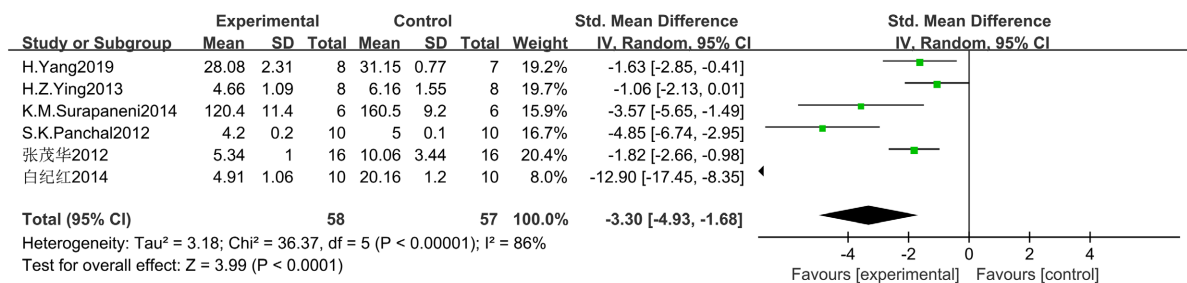 Experimental Control Std. Mean Difference Std. Mean Difference
Study or Subgroup Mean SD Total Mean SD Total Weight IV, Random, 95% CI IV, Random, 95% CI
H.Yang2019 28.08 2.31 8 31.15 0.77 7 19.2% -1.63 [-2.85, -0.41]
H.Z.Ying2013 4.66 1.09 8 6.16 1.55 8 19.7% -1.06 [-2.13, 0.01]
K.M.Surapaneni2014 120.4 11.4 6 160.5 9.2 6 15.9% -3.57 [-5.65, -1.49]
S.K.Panchal2012 4.2 0.2 10 5 0.1 10 16.7% -4.85 [-6.74, -2.95]
张茂华2012 5.34 1 16 10.06 3.44 16 20.4% -1.82 [-2.66, -0.98]
白纪红2014 4.91 1.06 10 20.16 1.2 10 8.0% -12.90 [-17.45, -8.35]
Total (95% CI) 58 57 100.0% -3.30 [-4.93, -1.68]
Heterogeneity: Tau² = 3.18; Chi² = 36.37, df = 5 (P < 0.00001); I² = 86%
Test for overall effect: Z = 3.99 (P < 0.0001)
-4 -2 0 2 4
Favours [experimental] Favours [control]